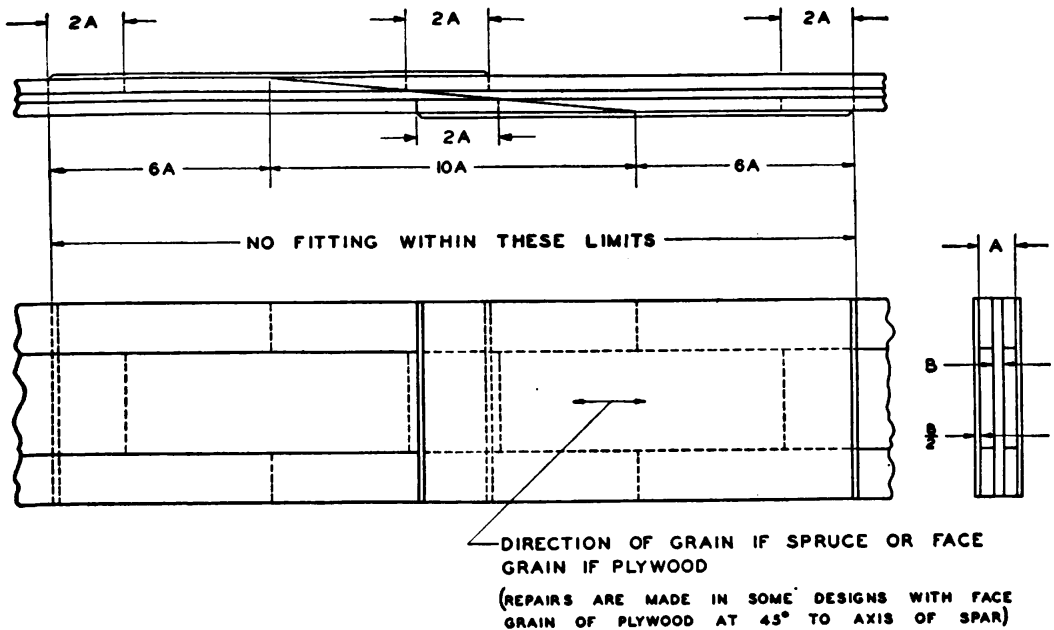 2A 2A 2A
2A
6A 10A 6A
NO FITTING WITHIN THESE LIMITS
A
B
B/2
DIRECTION OF GRAIN IF SPRUCE OR FACE
GRAIN IF PLYWOOD
(REPAIRS ARE MADE IN SOME DESIGNS WITH FACE
GRAIN OF PLYWOOD AT 45° TO AXIS OF SPAR)